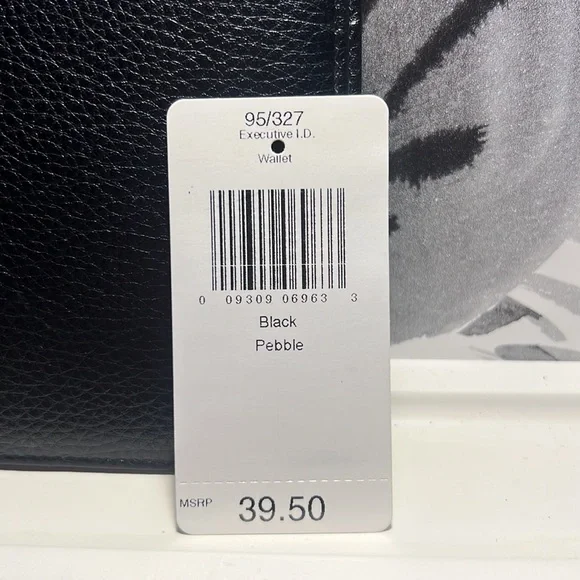 95/327
Executive I.D.
Wallet
0 09309 06963 3
Black
Pebble
MSRP 39.50